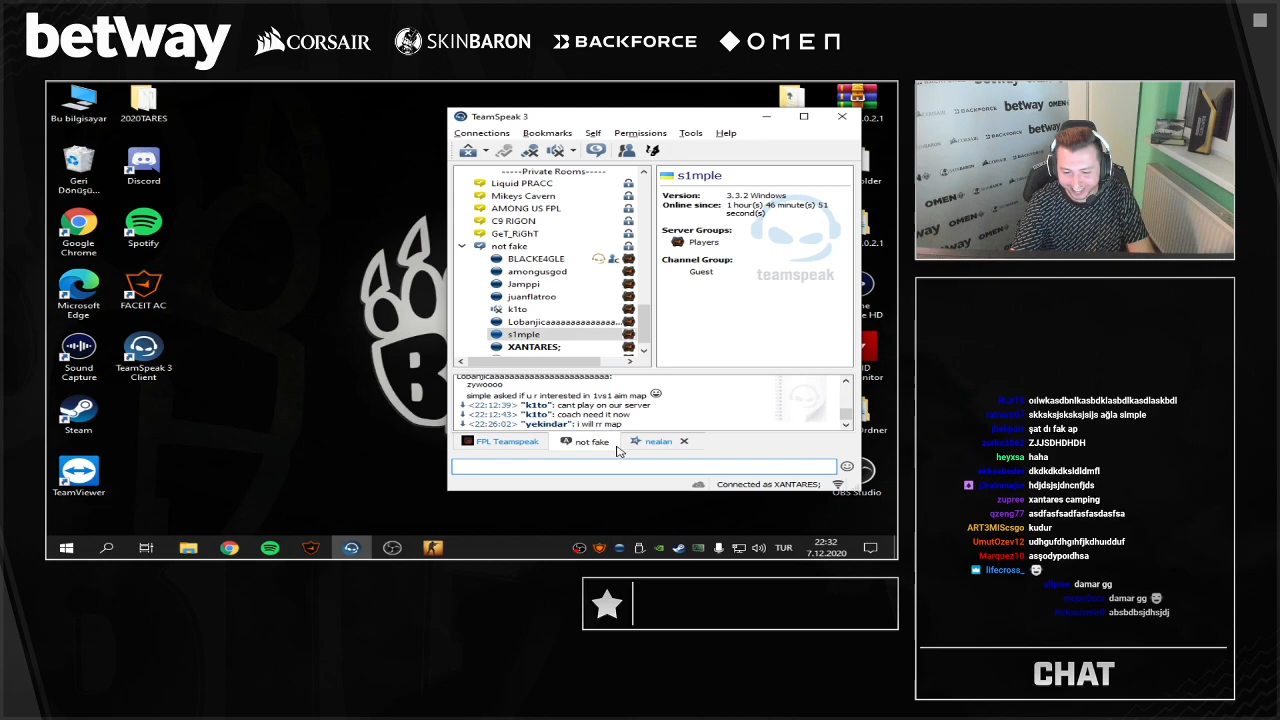 betway
CORSAIR
SKINBARON
BACKFORCE
OMEN
Bu bilgisayar
2020TARES
Geri
Dönüşü...
Discord
Google
Chrome
Spotify
Microsoft
Edge
FACEIT AC
Sound
Capture
TeamSpeak 3
Client
Steam
TeamViewer
TeamSpeak 3
Connections Bookmarks Self Permissions Tools Help
-----Private Rooms-----
Liquid PRACC
Mikeys Cavern
AMONG US FPL
C9 RIGON
GeT_RiGhT
not fake
BLACKE4GLE
amongusgod
Jamppi
juanflatroo
k1to
Lobanjicaaaaaaaaaaaaaa...
s1mple
XANTARES;
s1mple
Version: 3.3.2 Windows
Online since: 1 hour(s) 46 minute(s) 51
second(s)
Server Groups:
Players
Channel Group:
Guest
teamspeak
zywoooo
simple asked if u r interested in 1vs1 aim map
<22:12:39> "k1to": cant play on our server
<22:12:43> "k1to": coach need it now
<22:26:02> "yekindar": i will rr map
FPL Teamspeak
not fake
nealan
Connected as XANTARES;
OBS Studio
TUR
22:32
7.12.2020
oılwkasdbnlkasbdklasbdlkasdlaskbdl
skksksjsksksjsljs ağla simple
şat dı fak ap
ZJJSDHDHDH
heyxsa haha
dkdkdkdksldldmfl
hdjdsjsjdncnfjds
zupree xantares camping
qzeng77 asdfasfsadfasfasdasfsa
ART3MIScsgo kudur
UmutOzev12 udhgufdhgıhfjkdhuıdduf
Marquez10 asşodypoıdhsa
lifecross_
damar gg
damar gg
absbdbsjdhsjdj
CHAT